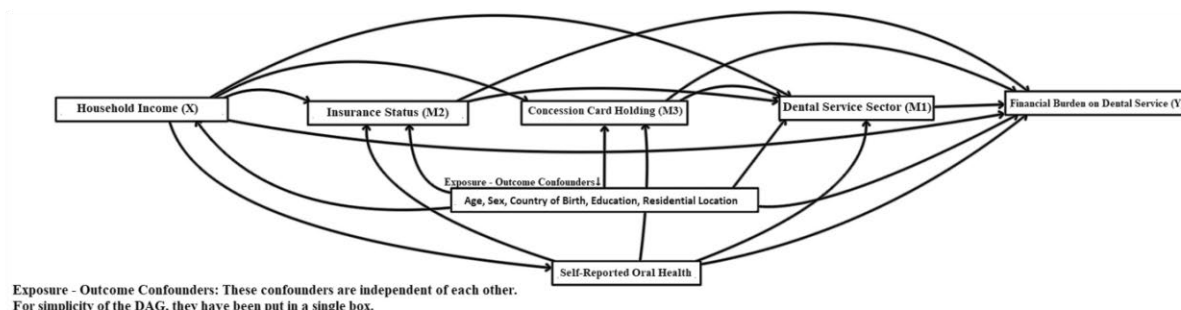 Household Income (X)
Insurance Status (M2)
Concession Card Holding (M3)
Dental Service Sector (M1)
Financial Burden on Dental Service (Y
Exposure - Outcome Confounders↓
Age, Sex, Country of Birth, Education, Residential Location
Self-Reported Oral Health
Exposure - Outcome Confounders: These confounders are independent of each other.
For simplicity of the DAG, they have been put in a single box.